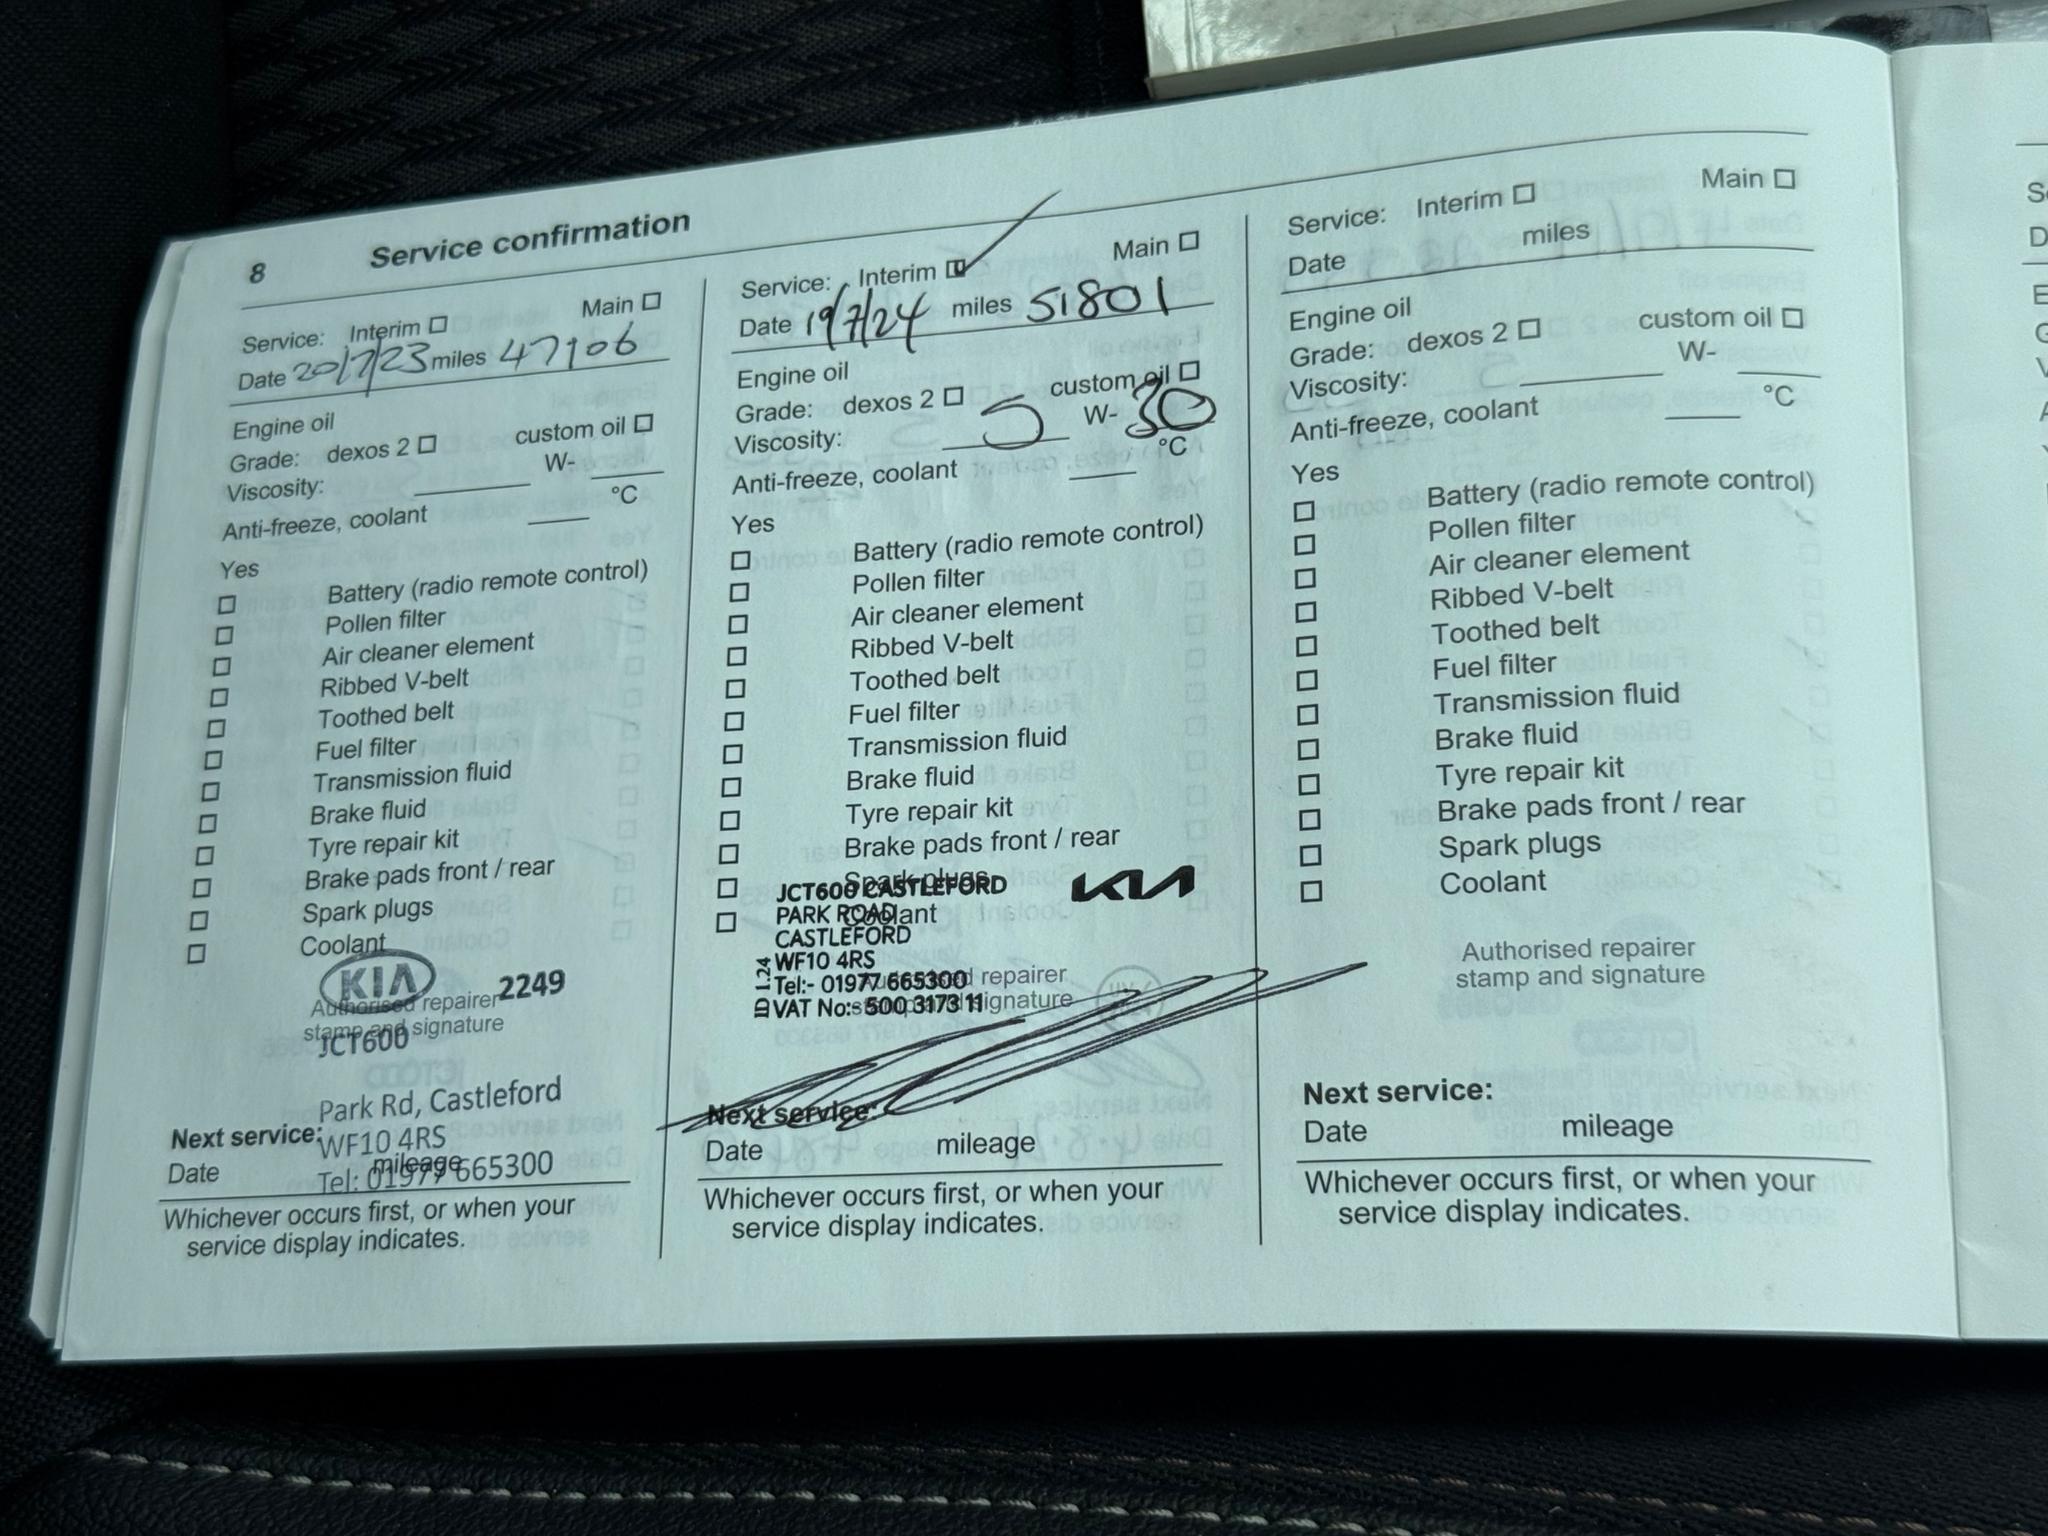 8 Service confirmation
Service: Interim Main
Date 20/7/23 miles 47106
Engine oil
Grade: dexos 2 custom oil
Viscosity: W-
Anti-freeze, coolant °C
Yes
Battery (radio remote control)
Pollen filter
Air cleaner element
Ribbed V-belt
Toothed belt
Fuel filter
Transmission fluid
Brake fluid
Tyre repair kit
Brake pads front / rear
Spark plugs
Coolant
KIA 2249
Authorised repairer
stamp and signature
JCT600
Park Rd, Castleford
WF10 4RS
Tel: 01977 665300
Next service:
Date mileage
Whichever occurs first, or when your
service display indicates.
Service: Interim Main
Date 19/7/24 miles 51801
Engine oil
Grade: dexos 2 custom oil
Viscosity: 5 W- 30
Anti-freeze, coolant °C
Yes
Battery (radio remote control)
Pollen filter
Air cleaner element
Ribbed V-belt
Toothed belt
Fuel filter
Transmission fluid
Brake fluid
Tyre repair kit
Brake pads front / rear
Spark plugs
Coolant
JCT600 CASTLEFORD KIA
PARK ROAD
CASTLEFORD
WF10 4RS
Tel:- 01977 665300
VAT No:- 500 3173 11
Authorised repairer
stamp and signature
Next service:
Date mileage
Whichever occurs first, or when your
service display indicates.
Service: Interim Main
Date miles
Engine oil
Grade: dexos 2 custom oil
Viscosity: W-
Anti-freeze, coolant °C
Yes
Battery (radio remote control)
Pollen filter
Air cleaner element
Ribbed V-belt
Toothed belt
Fuel filter
Transmission fluid
Brake fluid
Tyre repair kit
Brake pads front / rear
Spark plugs
Coolant
Authorised repairer
stamp and signature
Next service:
Date mileage
Whichever occurs first, or when your
service display indicates.